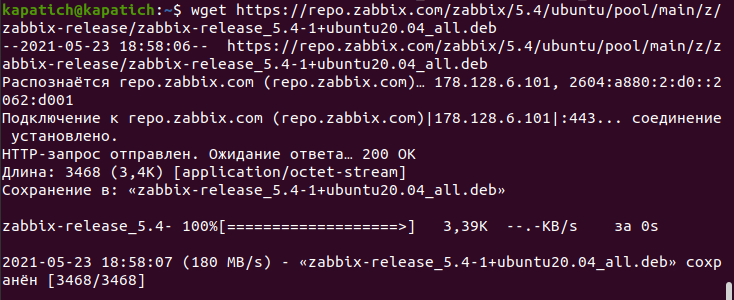 kapatich@kapatich:~$ wget https://repo.zabbix.com/zabbix/5.4/ubuntu/pool/main/z/
zabbix-release/zabbix-release_5.4-1+ubuntu20.04_all.deb
--2021-05-23 18:58:06--  https://repo.zabbix.com/zabbix/5.4/ubuntu/pool/main/z/z
abbix-release/zabbix-release_5.4-1+ubuntu20.04_all.deb
Распознаётся repo.zabbix.com (repo.zabbix.com)… 178.128.6.101, 2604:a880:2:d0::2
062:d001
Подключение к repo.zabbix.com (repo.zabbix.com)|178.128.6.101|:443... соединение
 установлено.
HTTP-запрос отправлен. Ожидание ответа… 200 OK
Длина: 3468 (3,4K) [application/octet-stream]
Сохранение в: «zabbix-release_5.4-1+ubuntu20.04_all.deb»
zabbix-release_5.4- 100%[===================>]   3,39K  --.-KB/s    за 0s
2021-05-23 18:58:07 (180 MB/s) - «zabbix-release_5.4-1+ubuntu20.04_all.deb» сохр
анён [3468/3468]